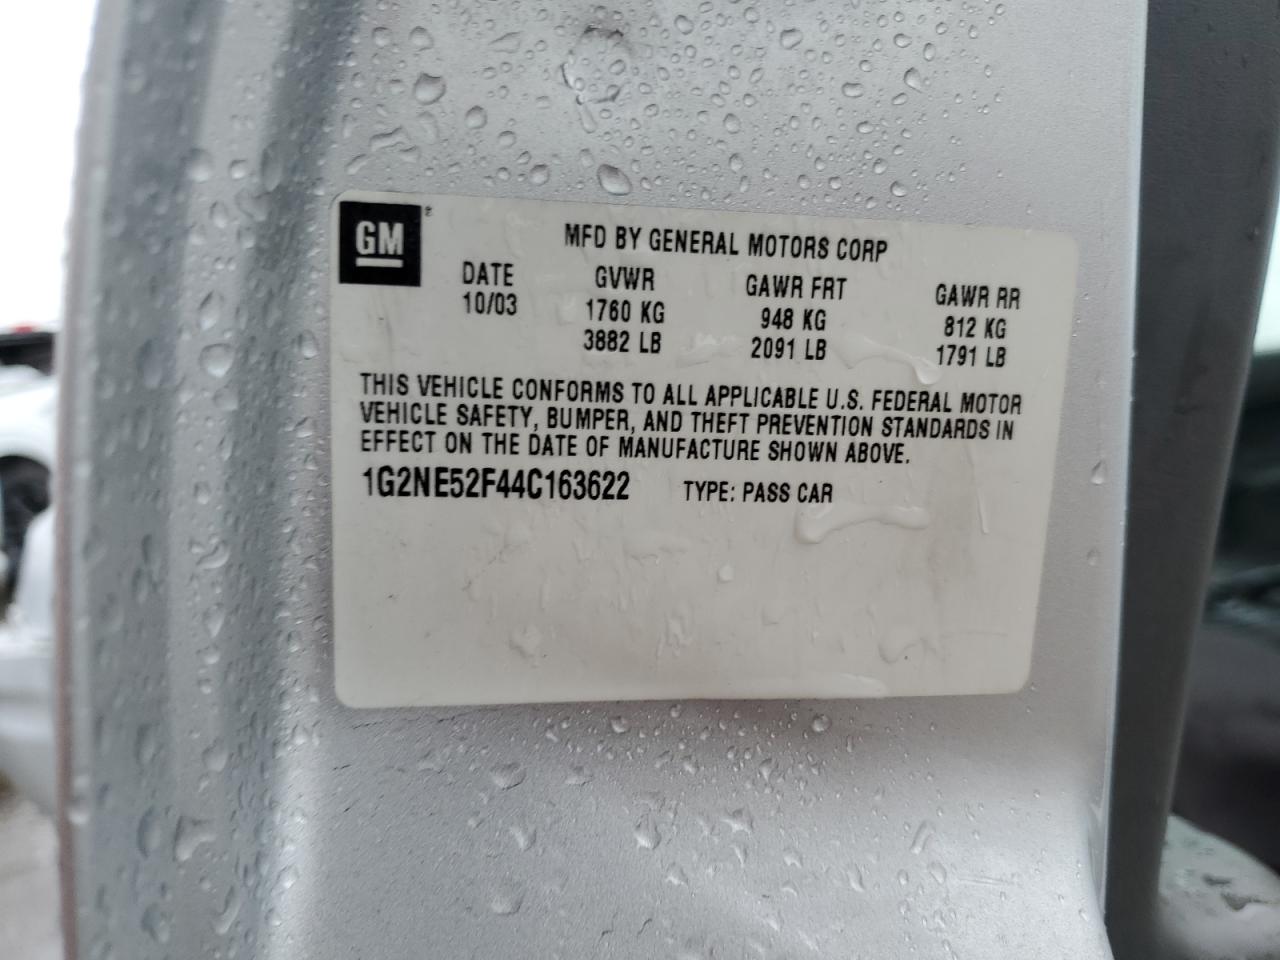 GM®
MFD BY GENERAL MOTORS CORP
DATE GVWR GAWR FRT GAWR RR
10/03 1760 KG 948 KG 812 KG
3882 LB 2091 LB 1791 LB
THIS VEHICLE CONFORMS TO ALL APPLICABLE U.S. FEDERAL MOTOR
VEHICLE SAFETY, BUMPER, AND THEFT PREVENTION STANDARDS IN
EFFECT ON THE DATE OF MANUFACTURE SHOWN ABOVE.
1G2NE52F44C163622 TYPE: PASS CAR